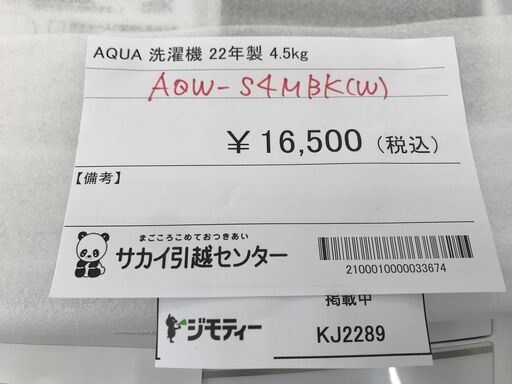 AQUA 洗濯機 22年製 4.5kg
AQW-S4MBK(W)
￥16,500（税込）
【備考】
まごころこめておつきあい
サカイ引越センター
2100010000033674
掲載中
ジモティー
KJ2289